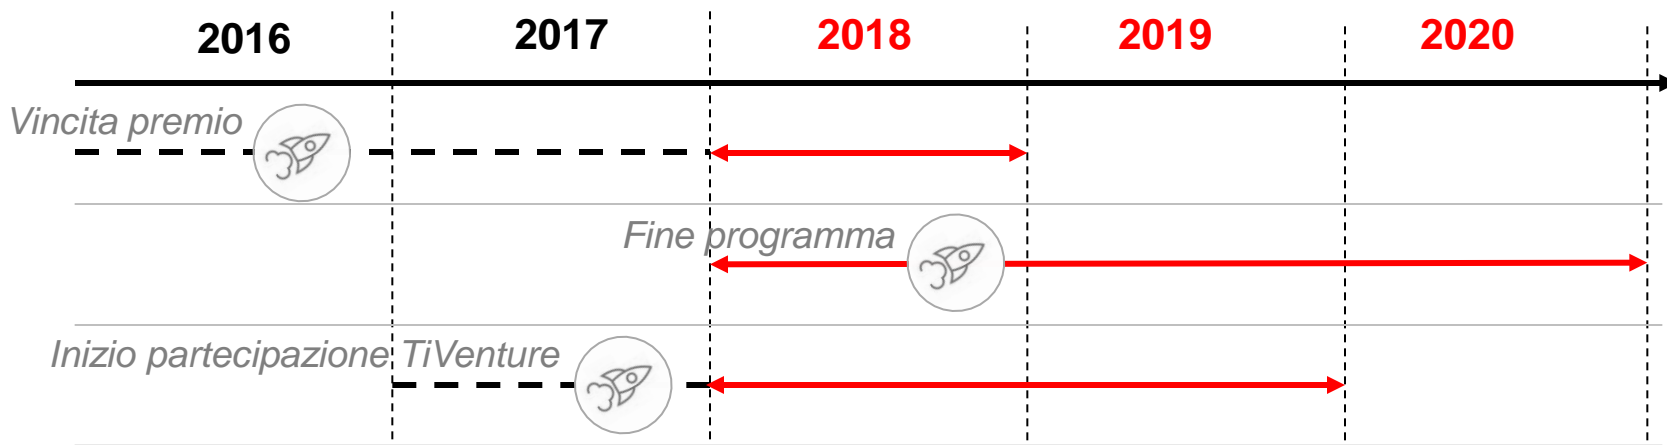 2016 2017 2018 2019 2020
Vincita premio
Fine programma
Inizio partecipazione TiVenture